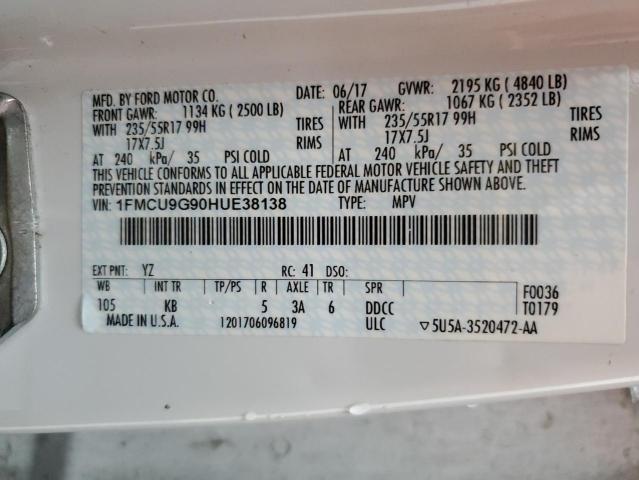 MFD. BY FORD MOTOR CO. DATE: 06/17 GVWR: 2195 KG ( 4840 LB)
FRONT GAWR: 1134 KG ( 2500 LB) REAR GAWR: 1067 KG ( 2352 LB)
WITH 235/55R17 99H TIRES WITH 235/55R17 99H TIRES
17X7.5J RIMS 17X7.5J RIMS
AT 240 kPa/ 35 PSI COLD AT 240 kPa/ 35 PSI COLD
THIS VEHICLE CONFORMS TO ALL APPLICABLE FEDERAL MOTOR VEHICLE SAFETY AND THEFT
PREVENTION STANDARDS IN EFFECT ON THE DATE OF MANUFACTURE SHOWN ABOVE.
VIN: 1FMCU9G90HUE38138 TYPE: MPV
EXT PNT: YZ RC: 41 DSO:
WB INT TR TP/PS R AXLE TR SPR F0036
105 KB 5 3A 6 DDCC T0179
MADE IN U.S.A. 1201706096819 ULC ▽5U5A-3520472-AA